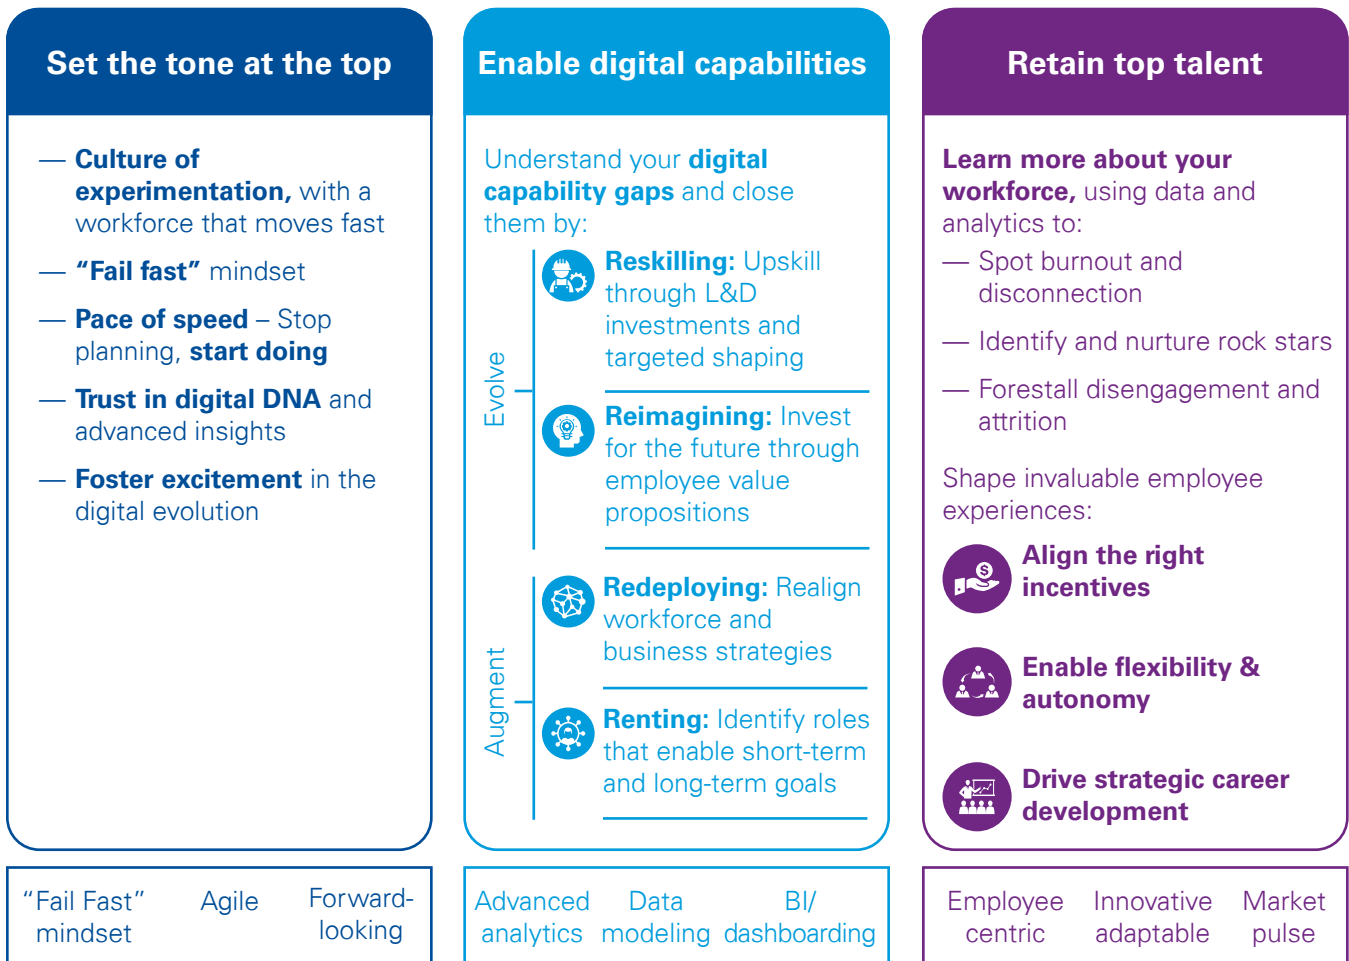 Set the tone at the top
— Culture of
experimentation, with a
workforce that moves fast
— “Fail fast” mindset
— Pace of speed – Stop
planning, start doing
— Trust in digital DNA and
advanced insights
— Foster excitement in the
digital evolution
“Fail Fast”
mindset
Agile
Forward-
looking
Enable digital capabilities
Understand your digital
capability gaps and close
them by:
Evolve
Reskilling: Upskill
through L&D
investments and
targeted shaping
Reimagining: Invest
for the future through
employee value
propositions
Augment
Redeploying: Realign
workforce and
business strategies
Renting: Identify roles
that enable short-term
and long-term goals
Advanced
analytics
Data
modeling
BI/
dashboarding
Retain top talent
Learn more about your
workforce, using data and
analytics to:
— Spot burnout and
disconnection
— Identify and nurture rock stars
— Forestall disengagement and
attrition
Shape invaluable employee
experiences:
$
Align the right
incentives
Enable flexibility &
autonomy
Drive strategic career
development
Employee
centric
Innovative
adaptable
Market
pulse